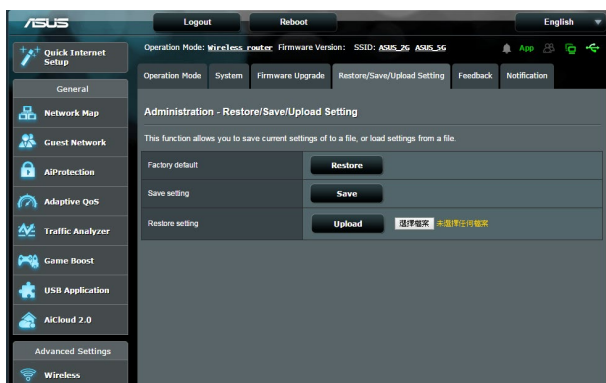 ASUS
Logout
Reboot
English
Quick Internet
Setup
Operation Mode: Wireless router Firmware Version: SSID: ASUS_2G ASUS_5G
App
Operation Mode
System
Firmware Upgrade
Restore/Save/Upload Setting
Feedback
Notification
General
Network Map
Guest Network
AiProtection
Adaptive QoS
Traffic Analyzer
Game Boost
USB Application
AiCloud 2.0
Advanced Settings
Wireless
Administration - Restore/Save/Upload Setting
This function allows you to save current settings of to a file, or load settings from a file.
Factory default
Restore
Save setting
Save
Restore setting
Upload
選擇檔案 未選擇任何檔案